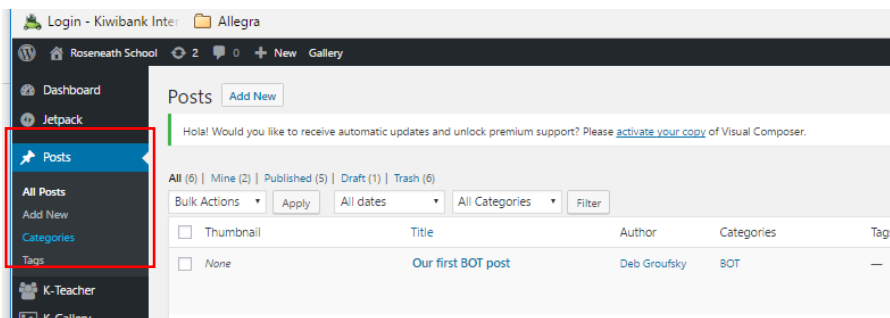 Login - Kiwibank Inter Allegra
Roseneath School 2 0 + New Gallery
Dashboard
Jetpack
Posts
All Posts
Add New
Categories
Tags
K-Teacher
K-Gallery
Posts Add New
Hola! Would you like to receive automatic updates and unlock premium support? Please activate your copy of Visual Composer.
All (6) | Mine (2) | Published (5) | Draft (1) | Trash (6)
Bulk Actions Apply All dates All Categories Filter
Thumbnail Title Author Categories Tags
None Our first BOT post Deb Groufsky BOT —